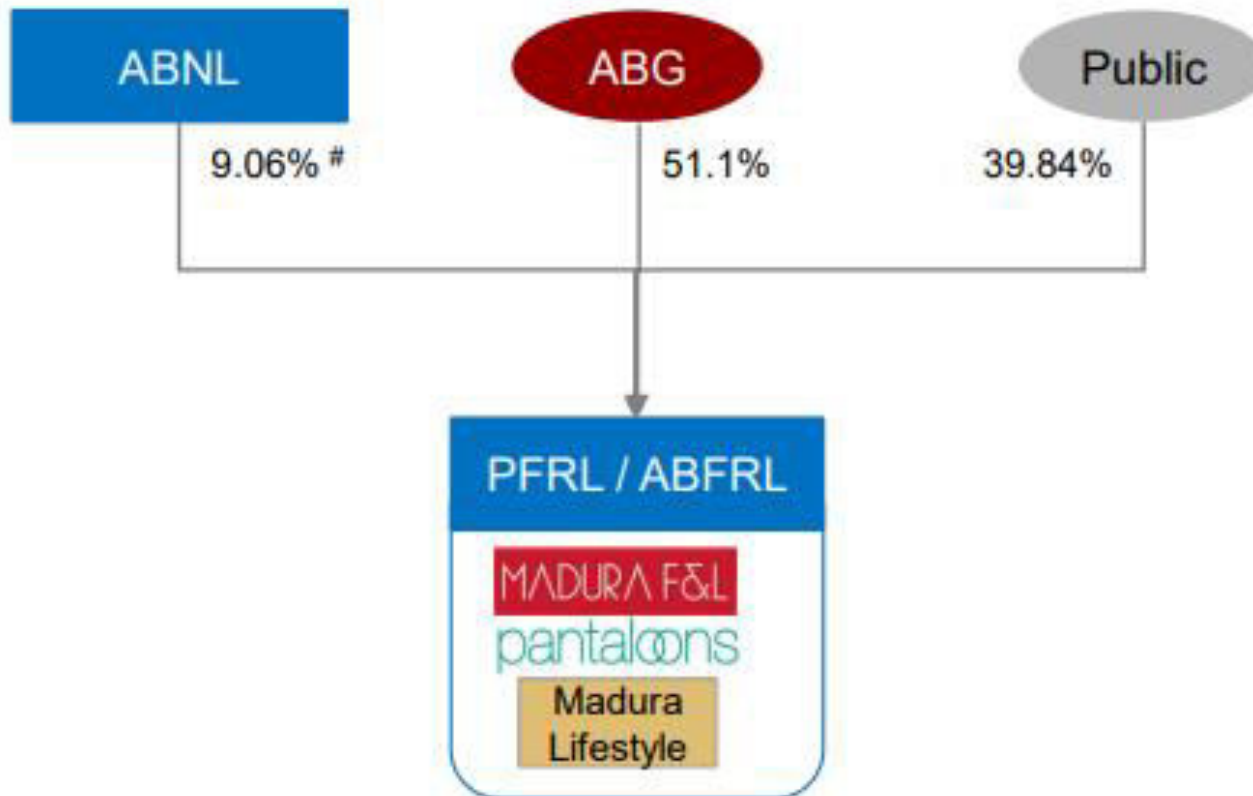 ABNL
ABG
Public
9.06% #
51.1%
39.84%
PFRL / ABFRL
MADURA F&L
pantaloons
Madura
Lifestyle